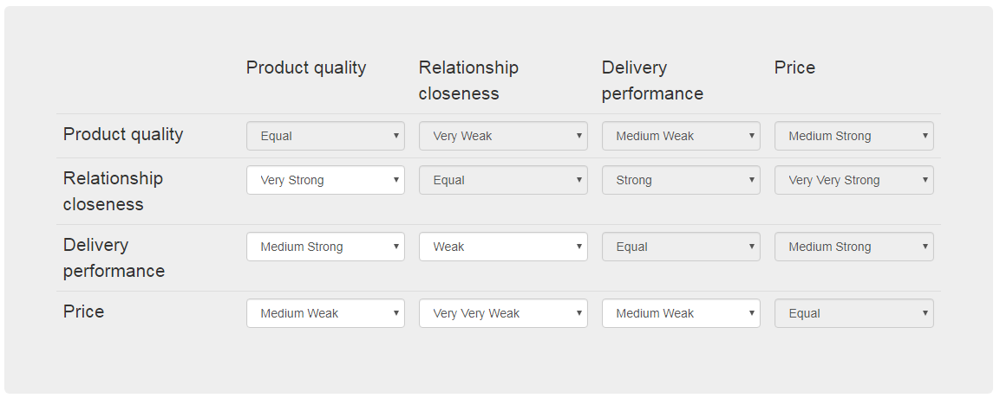 Product quality Relationship closeness Delivery performance Price
Product quality Equal Very Weak Medium Weak Medium Strong
Relationship closeness Very Strong Equal Strong Very Very Strong
Delivery performance Medium Strong Weak Equal Medium Strong
Price Medium Weak Very Very Weak Medium Weak Equal